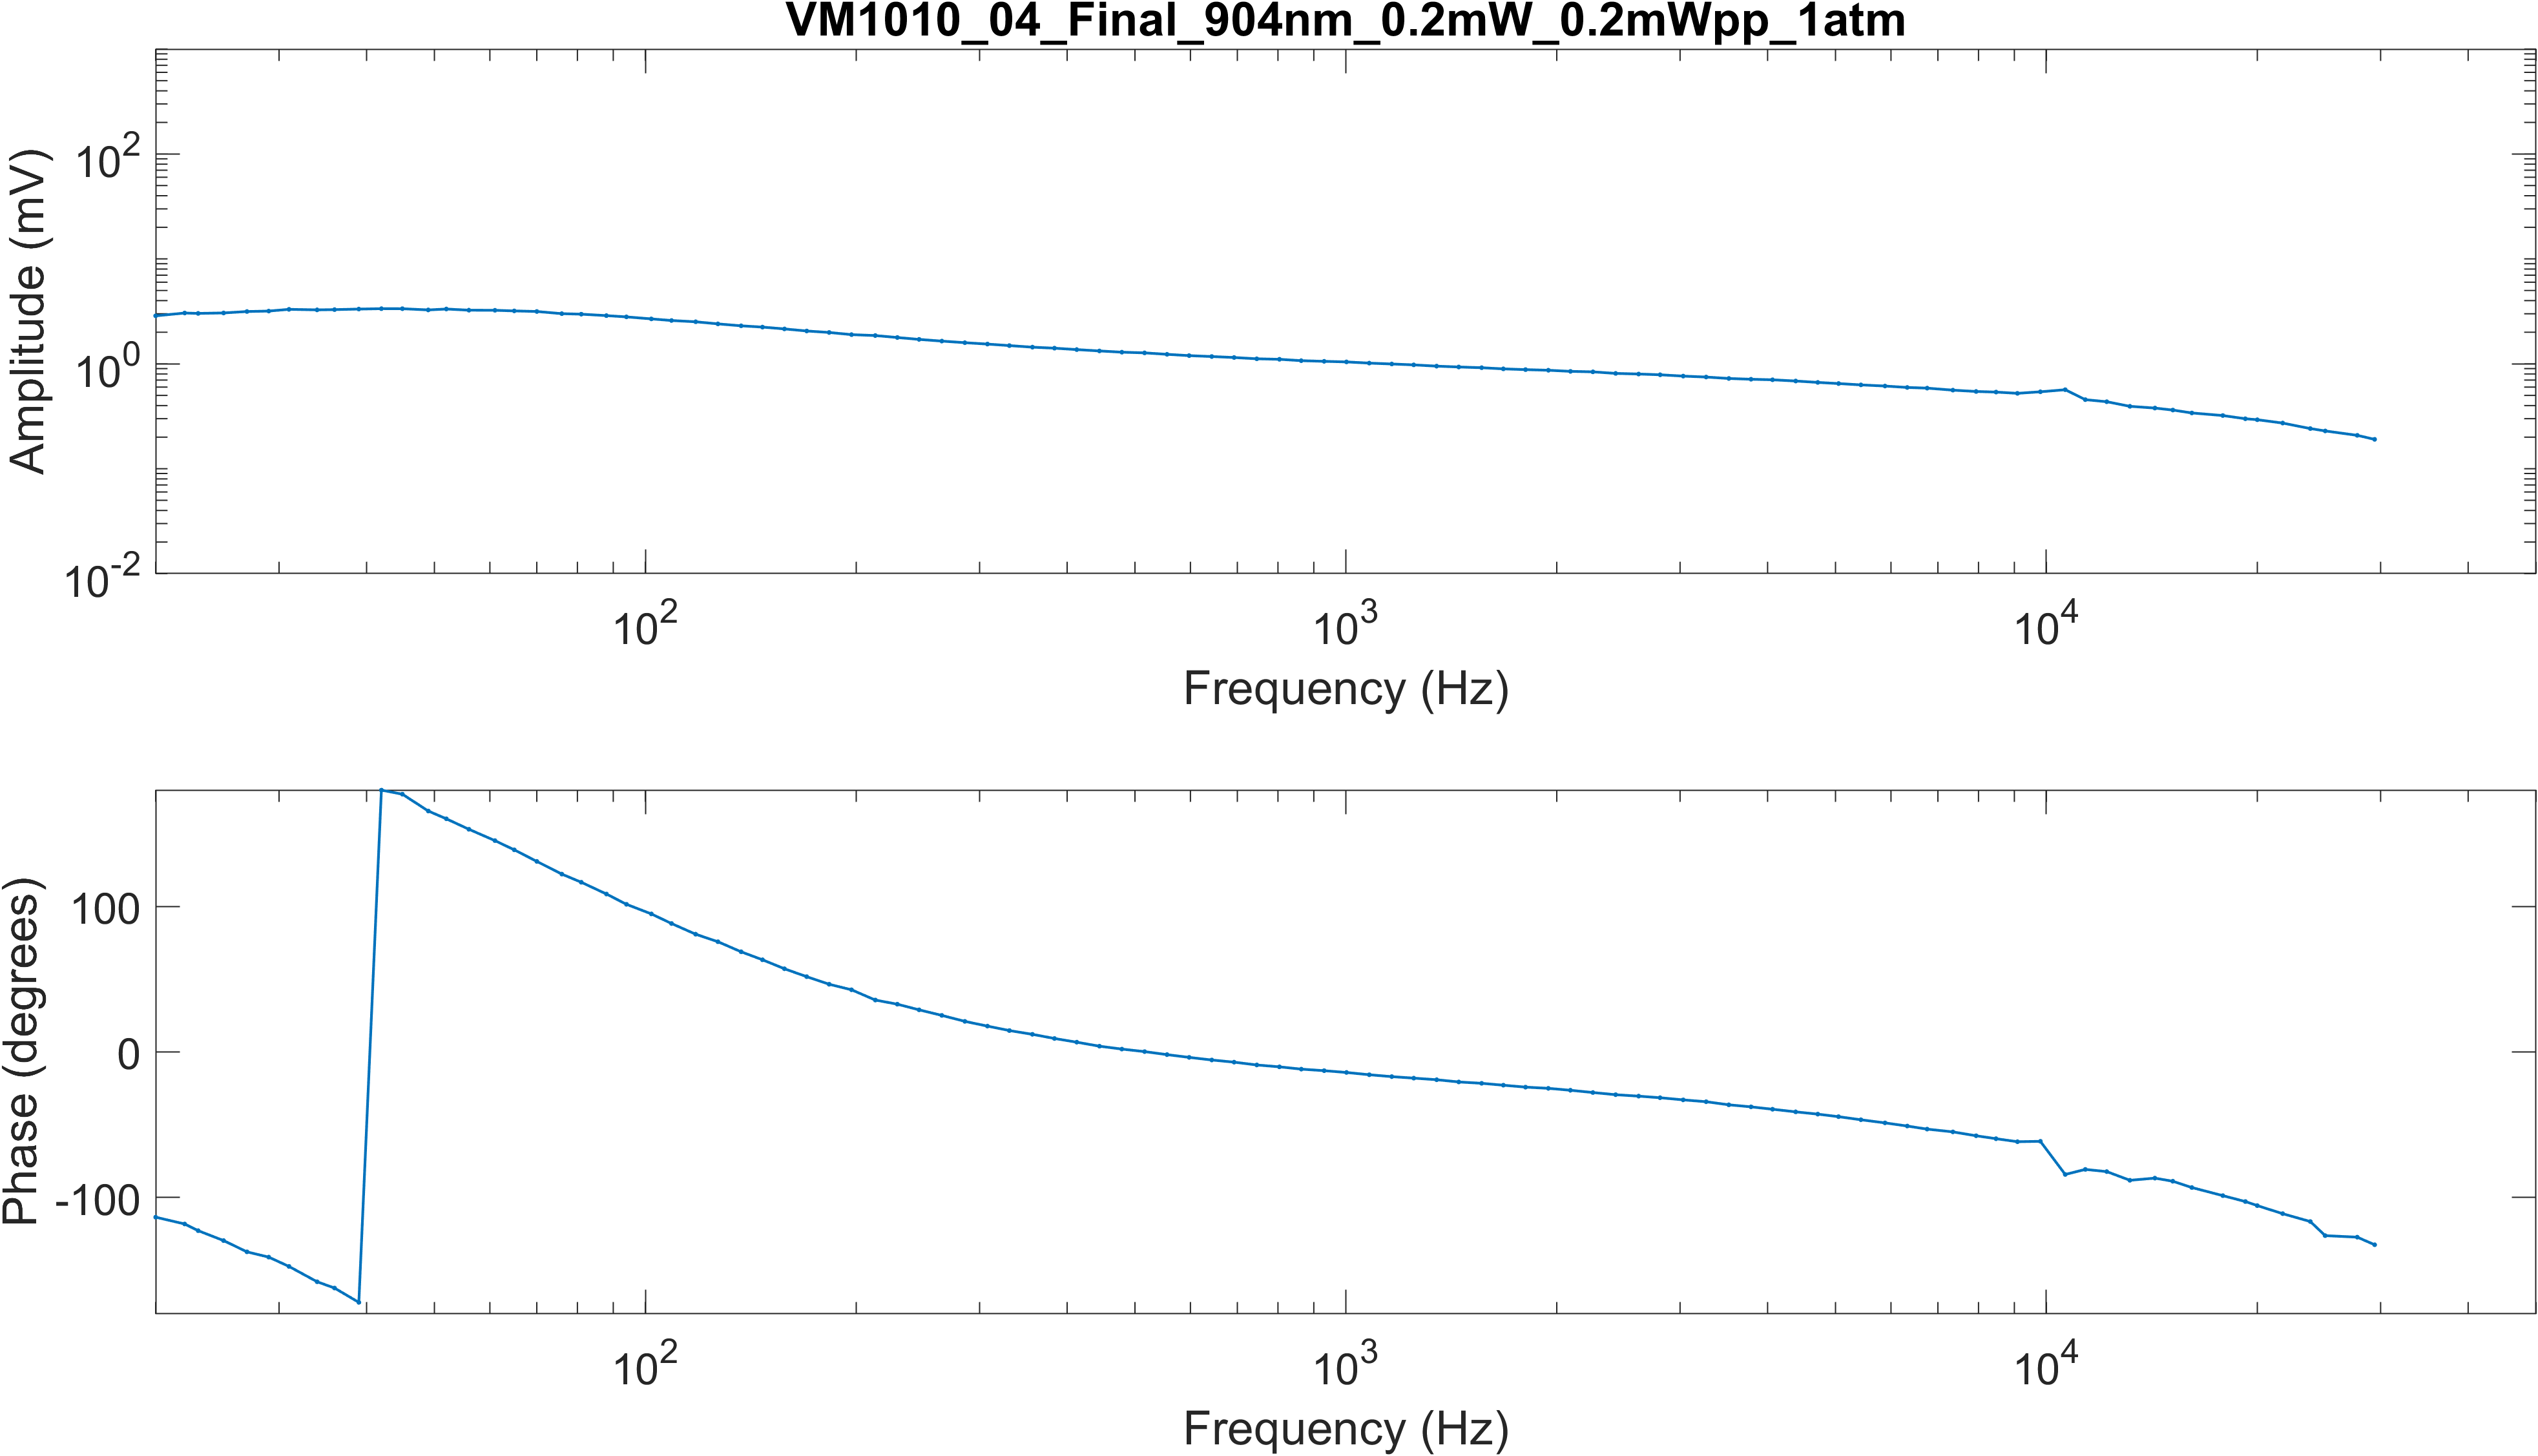 VM1010_04_Final_904nm_0.2mW_0.2mWpp_1atm
Amplitude (mV)
10^2
10^0
10^-2
10^2
10^3
10^4
Frequency (Hz)
Phase (degrees)
100
0
-100
10^2
10^3
10^4
Frequency (Hz)